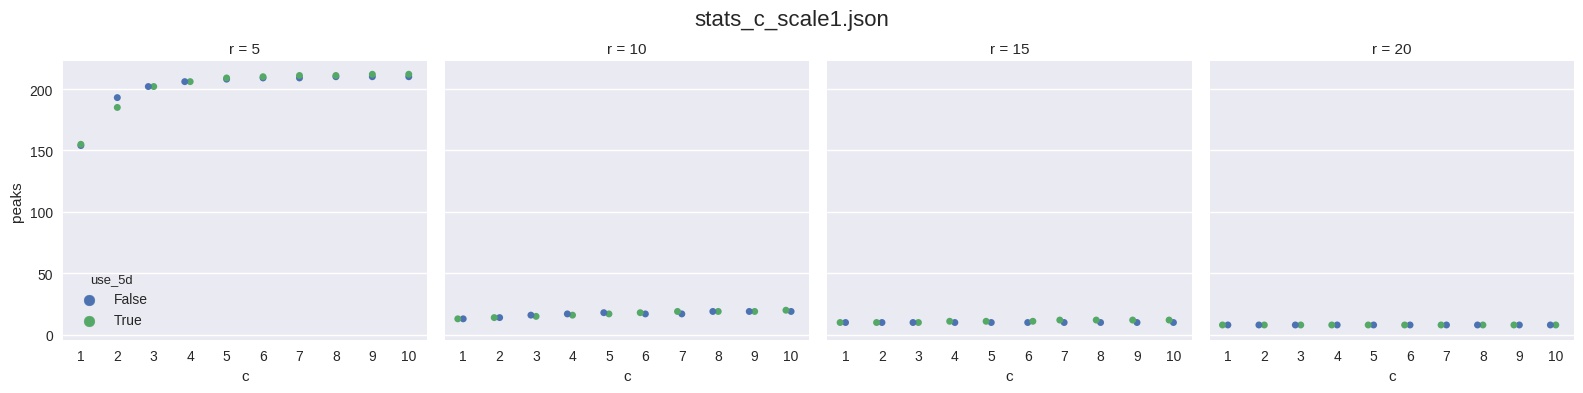 stats_c_scale1.json
r = 5
r = 10
r = 15
r = 20
peaks
200
150
100
50
0
use_5d
False
True
1 2 3 4 5 6 7 8 9 10
1 2 3 4 5 6 7 8 9 10
1 2 3 4 5 6 7 8 9 10
1 2 3 4 5 6 7 8 9 10
c
c
c
c